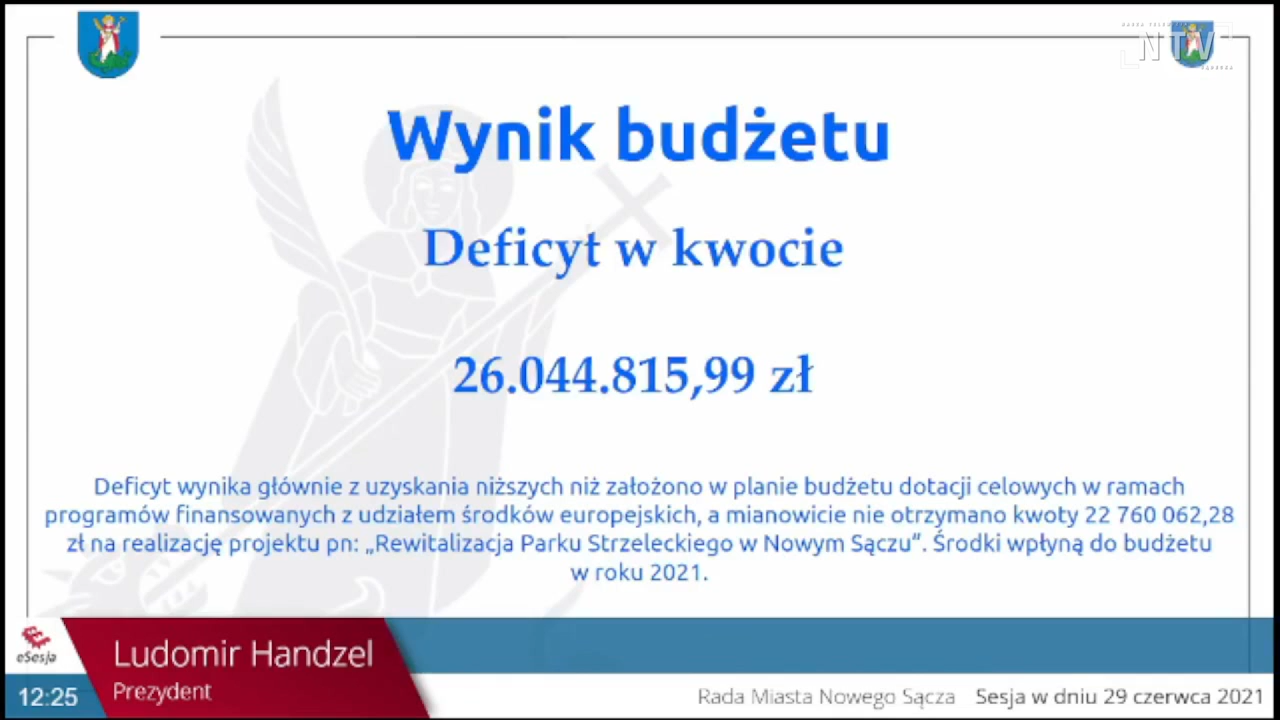 NTV
Wynik budżetu
Deficyt w kwocie
26.044.815,99 zł
Deficyt wynika głównie z uzyskania niższych niż założono w planie budżetu dotacji celowych w ramach
programów finansowanych z udziałem środków europejskich, a mianowicie nie otrzymano kwoty 22 760 062,28
zł na realizację projektu pn: „Rewitalizacja Parku Strzeleckiego w Nowym Sączu“. Środki wpłyną do budżetu
w roku 2021.
eSesja
Ludomir Handzel
Prezydent
12:25
Rada Miasta Nowego Sącza Sesja w dniu 29 czerwca 2021